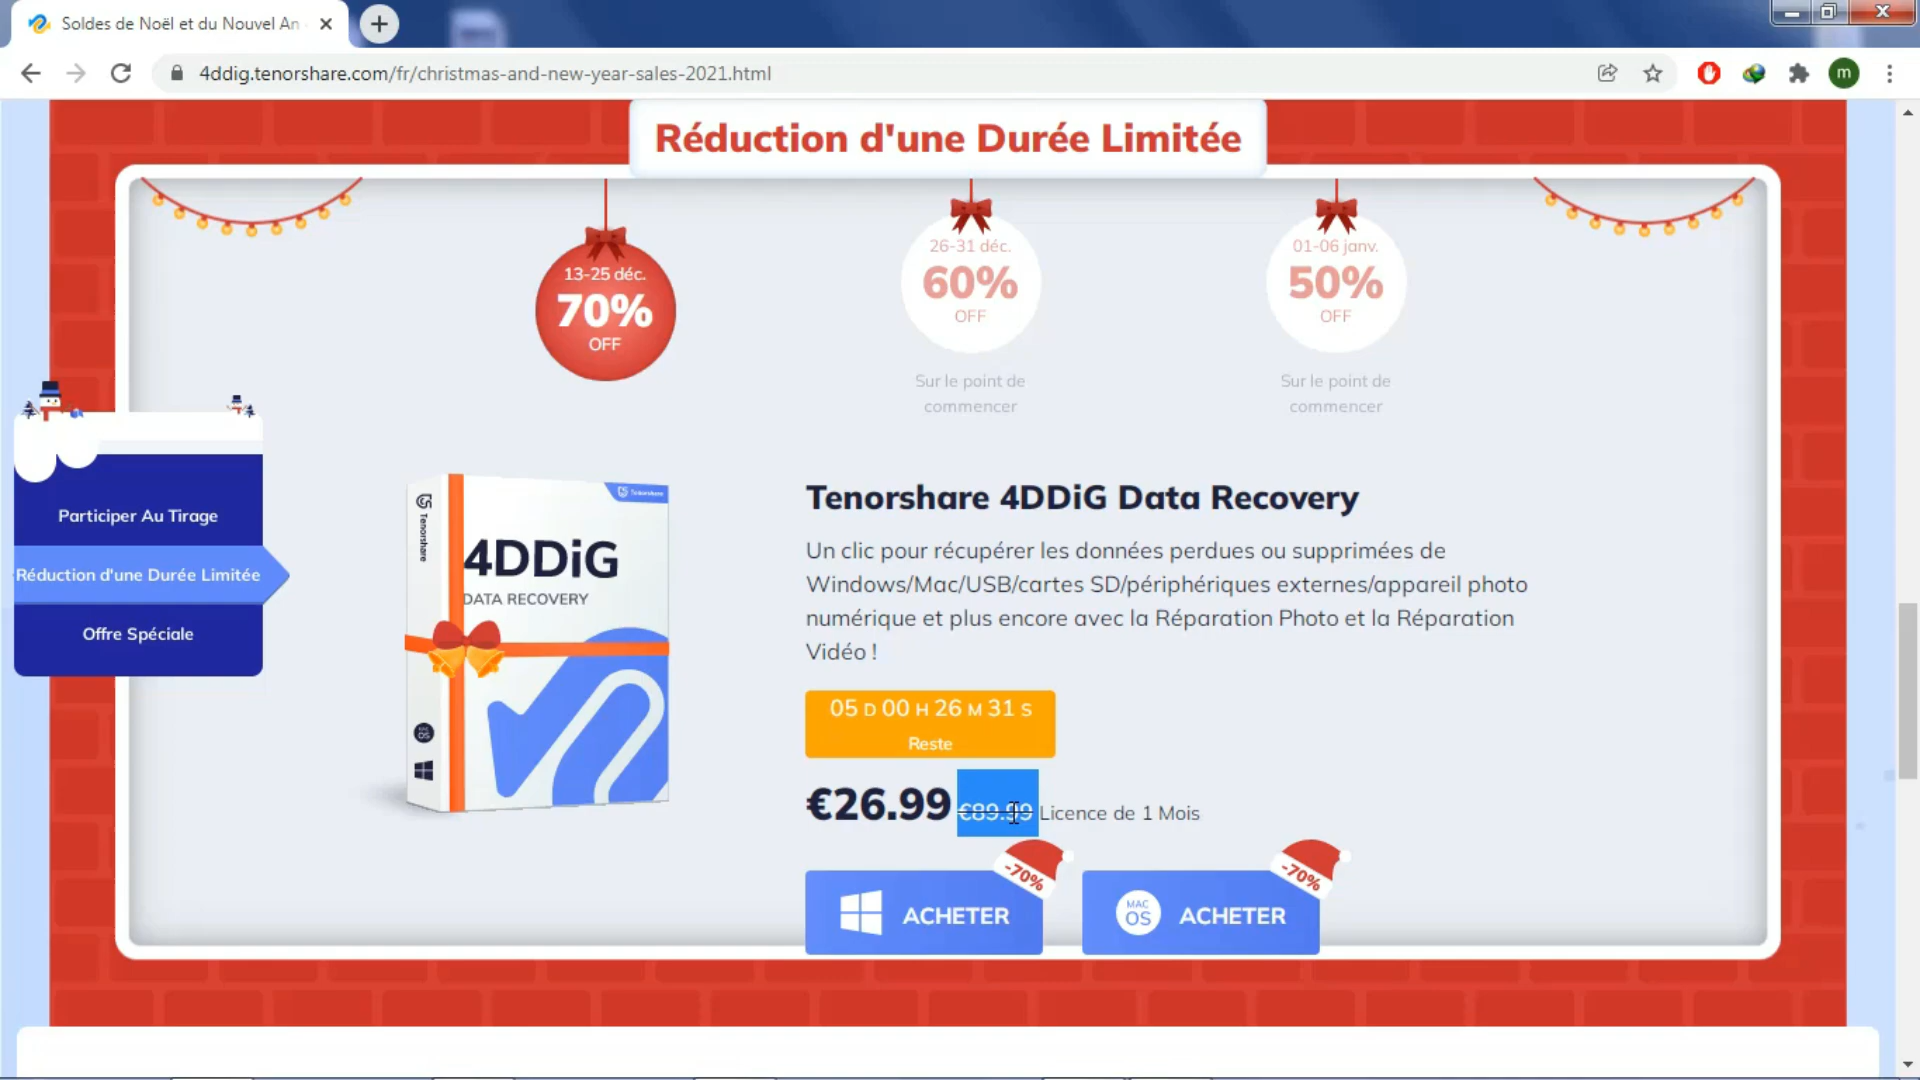 Soldes de Noël et du Nouvel An
4ddig.tenorshare.com/fr/christmas-and-new-year-sales-2021.html
m
Réduction d'une Durée Limitée
13-25 déc.
70%
OFF
26-31 déc.
60%
OFF
Sur le point de
commencer
01-06 janv.
50%
OFF
Sur le point de
commencer
Participer Au Tirage
Réduction d'une Durée Limitée
Offre Spéciale
Tenorshare
Tenorshare
4DDiG
DATA RECOVERY
MAC
OS
Tenorshare 4DDiG Data Recovery
Un clic pour récupérer les données perdues ou supprimées de
Windows/Mac/USB/cartes SD/périphériques externes/appareil photo
numérique et plus encore avec la Réparation Photo et la Réparation
Vidéo !
05 D 00 H 26 M 31 S
Reste
€26.99 €89.99 Licence de 1 Mois
-70%
ACHETER
-70%
MAC
OS
ACHETER